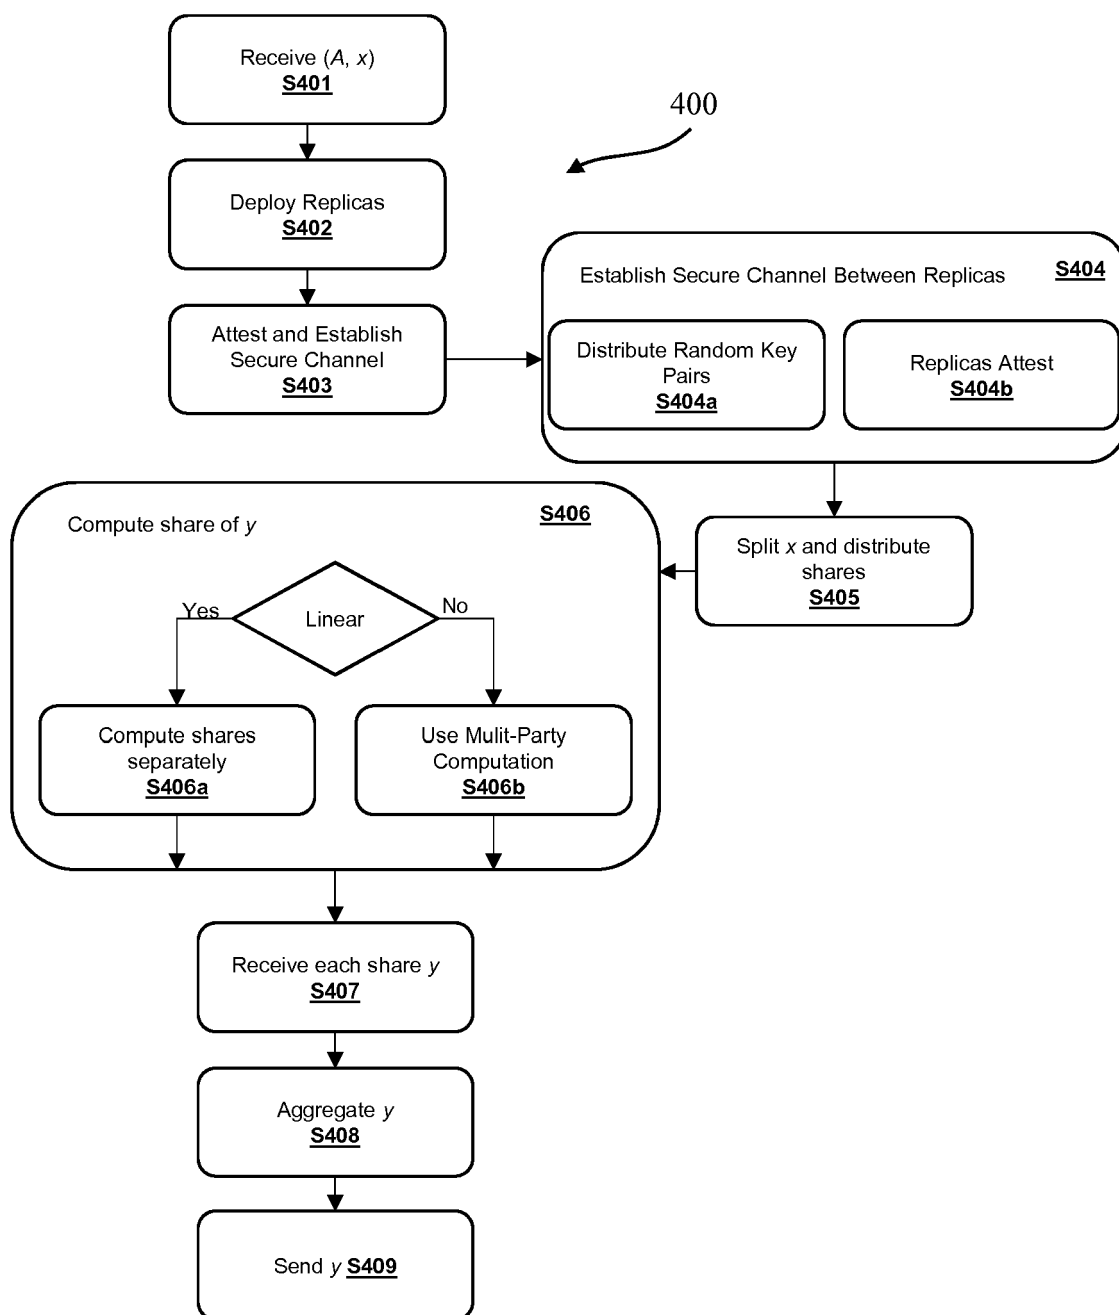 Receive (A, x)
S401
400
Deploy Replicas
S402
Establish Secure Channel Between Replicas
S404
Attest and Establish
Secure Channel
S403
Distribute Random Key
Pairs
S404a
Replicas Attest
S404b
Compute share of y
S406
Split x and distribute
shares
S405
Yes
Linear
No
Compute shares
separately
S406a
Use Mulit-Party
Computation
S406b
Receive each share y
S407
Aggregate y
S408
Send y S409